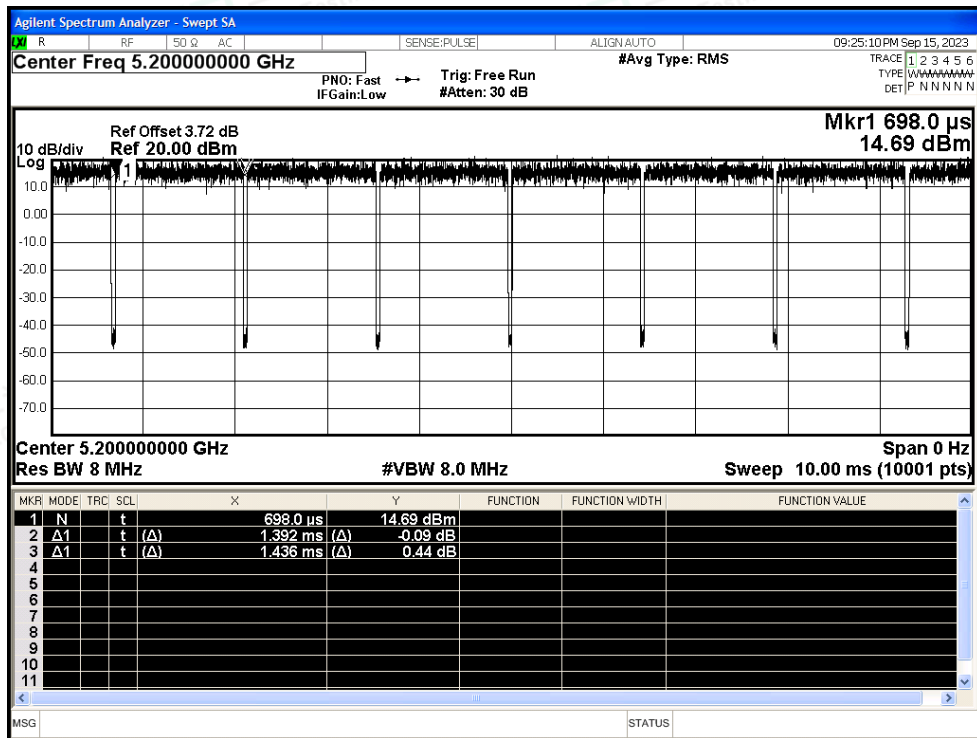 Agilent Spectrum Analyzer - Swept SA
LXI R RF 50 Ω AC SENSE:PULSE ALIGN AUTO 09:25:10 PM Sep 15, 2023
Center Freq 5.200000000 GHz
PNO: Fast
IFGain:Low
Trig: Free Run
#Atten: 30 dB
#Avg Type: RMS
TRACE 1 2 3 4 5 6
TYPE WWWWWW
DET P N N N N N
Mkr1 698.0 µs
14.69 dBm
Ref Offset 3.72 dB
10 dB/div Ref 20.00 dBm
Log
1
10.0
0.00
-10.0
-20.0
-30.0
-40.0
-50.0
-60.0
-70.0
Center 5.200000000 GHz Span 0 Hz
Res BW 8 MHz #VBW 8.0 MHz Sweep 10.00 ms (10001 pts)
MKR MODE TRC SCL X Y FUNCTION FUNCTION WIDTH FUNCTION VALUE
1 N t 698.0 µs 14.69 dBm
2 Δ1 t (Δ) 1.392 ms (Δ) -0.09 dB
3 Δ1 t (Δ) 1.436 ms (Δ) 0.44 dB
4
5
6
7
8
9
10
11
MSG STATUS